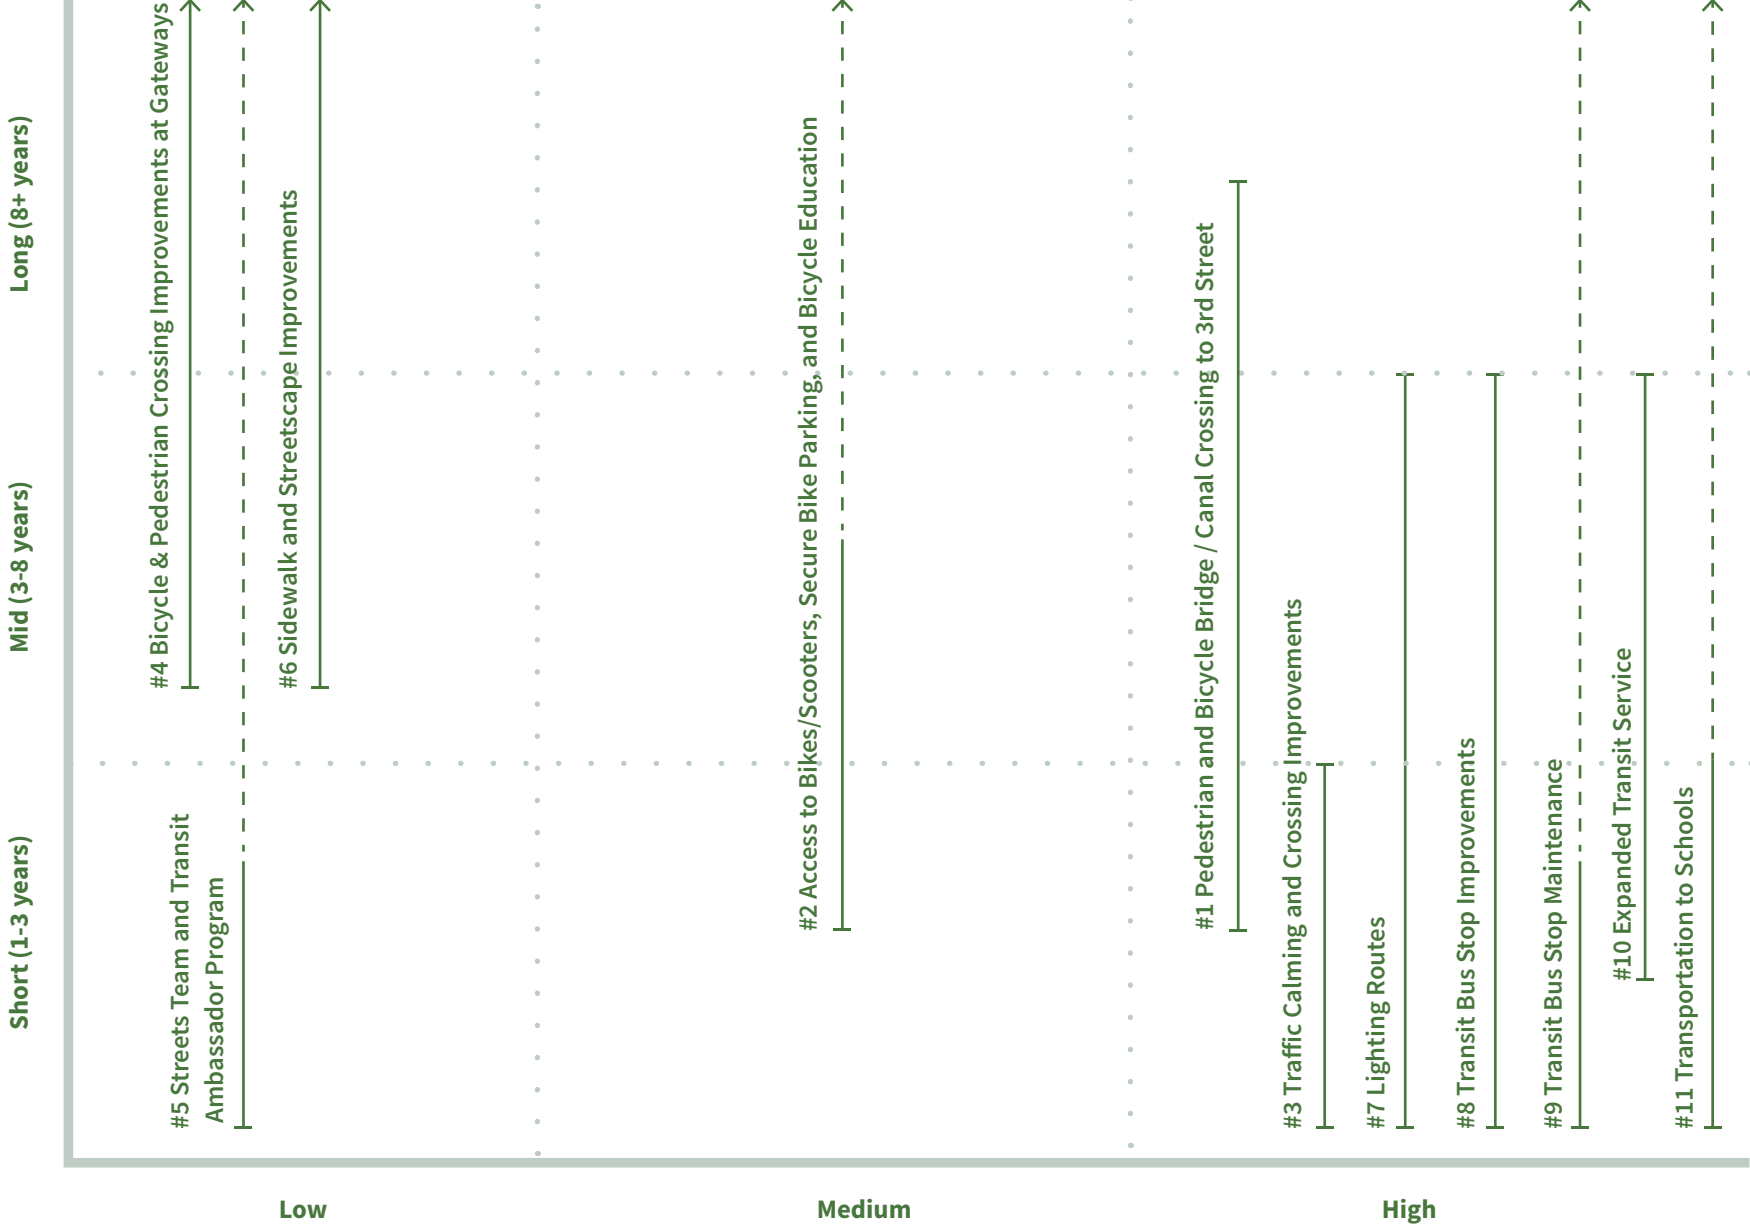 Long (8+ years)
Mid (3-8 years)
Short (1-3 years)
#4 Bicycle & Pedestrian Crossing Improvements at Gateways
#5 Streets Team and Transit
Ambassador Program
#6 Sidewalk and Streetscape Improvements
#2 Access to Bikes/Scooters, Secure Bike Parking, and Bicycle Education
#1 Pedestrian and Bicycle Bridge / Canal Crossing to 3rd Street
#3 Traffic Calming and Crossing Improvements
#7 Lighting Routes
#8 Transit Bus Stop Improvements
#9 Transit Bus Stop Maintenance
#10 Expanded Transit Service
#11 Transportation to Schools
Low
Medium
High